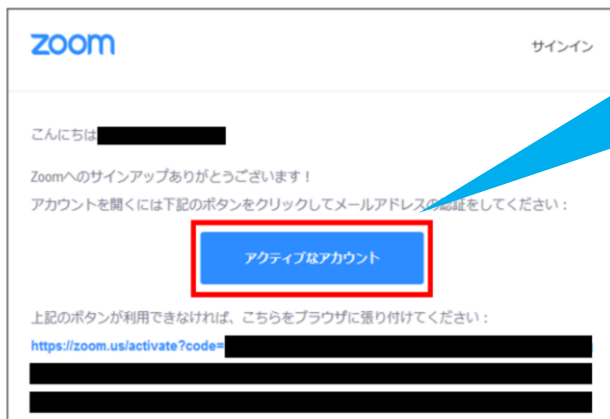 zoom
サインイン
こんにちは
Zoomへのサインアップありがとうございます！
アカウントを開くには下記のボタンをクリックしてメールアドレスの認証をしてください：
アクティブなアカウント
上記のボタンが利用できなければ、こちらをブラウザに張り付けてください：
https://zoom.us/activate?code=